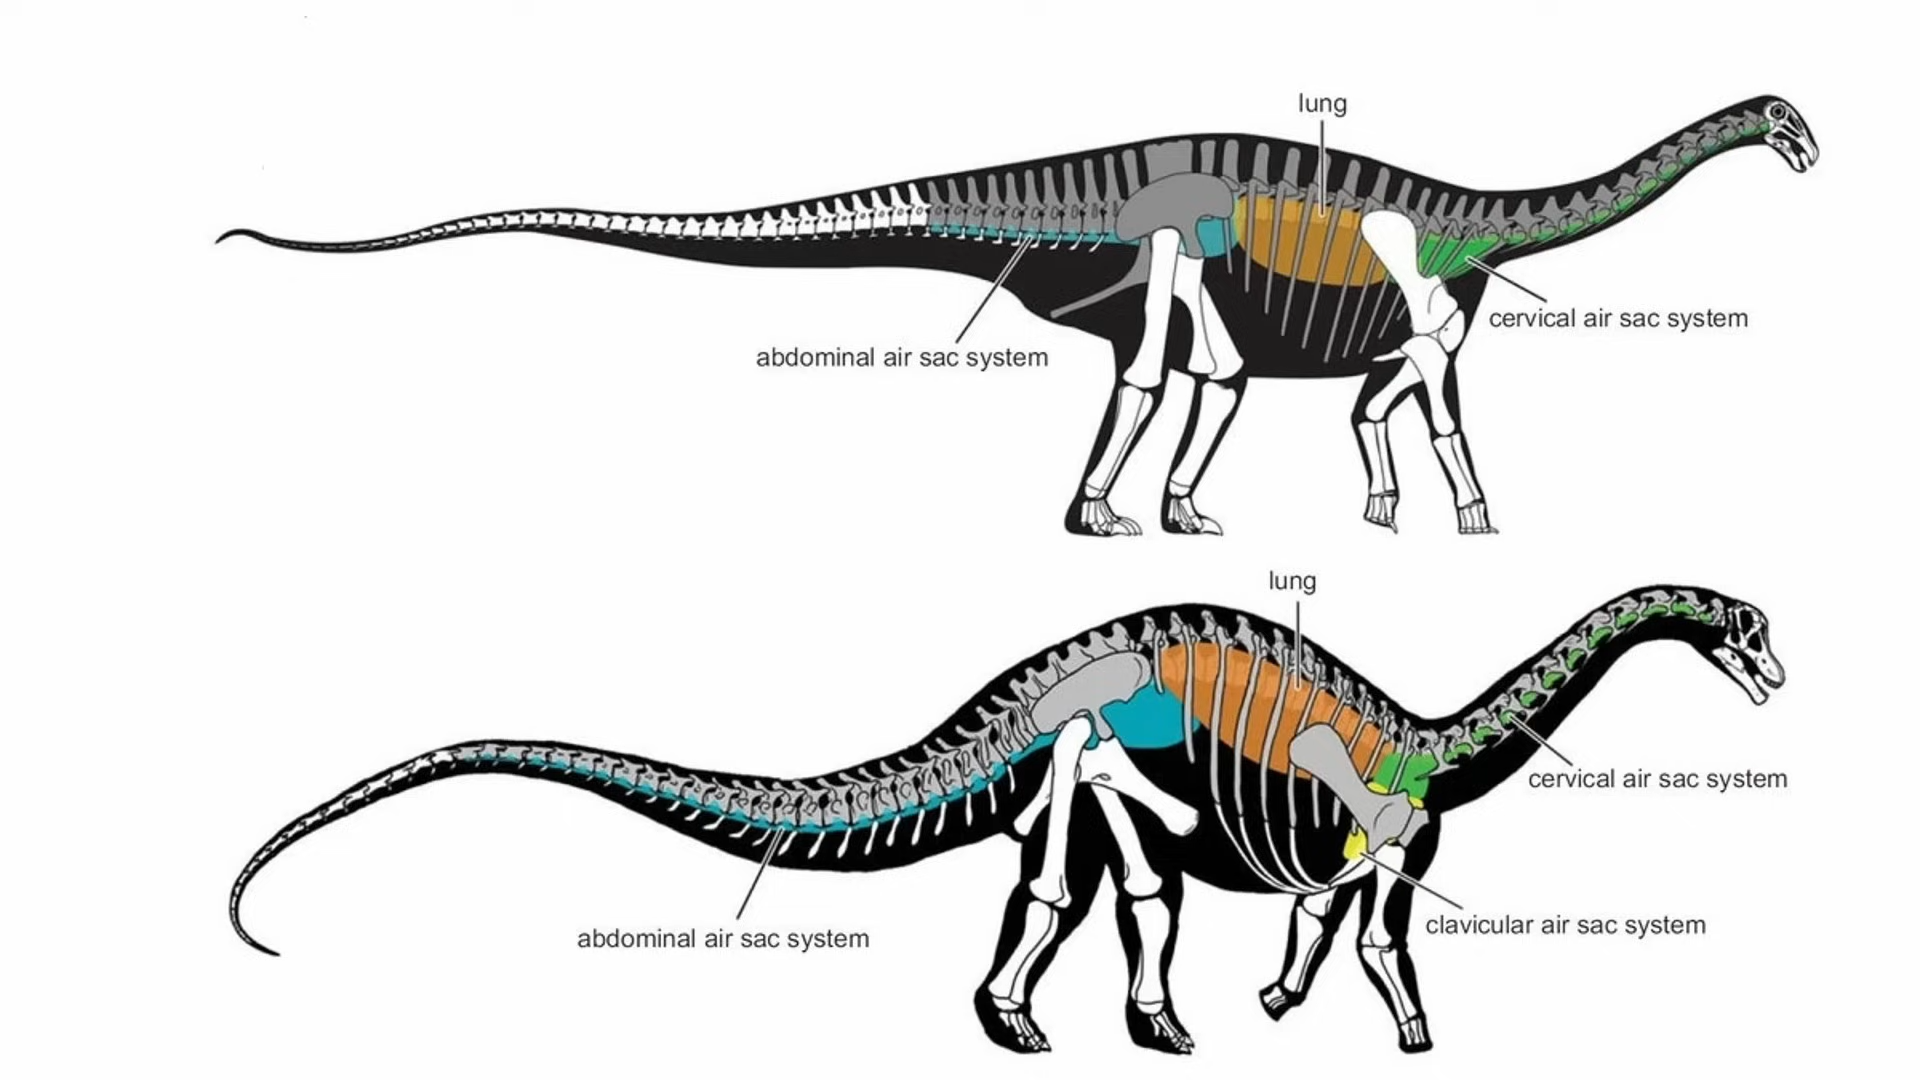 lung
cervical air sac system
abdominal air sac system
lung
cervical air sac system
clavicular air sac system
abdominal air sac system